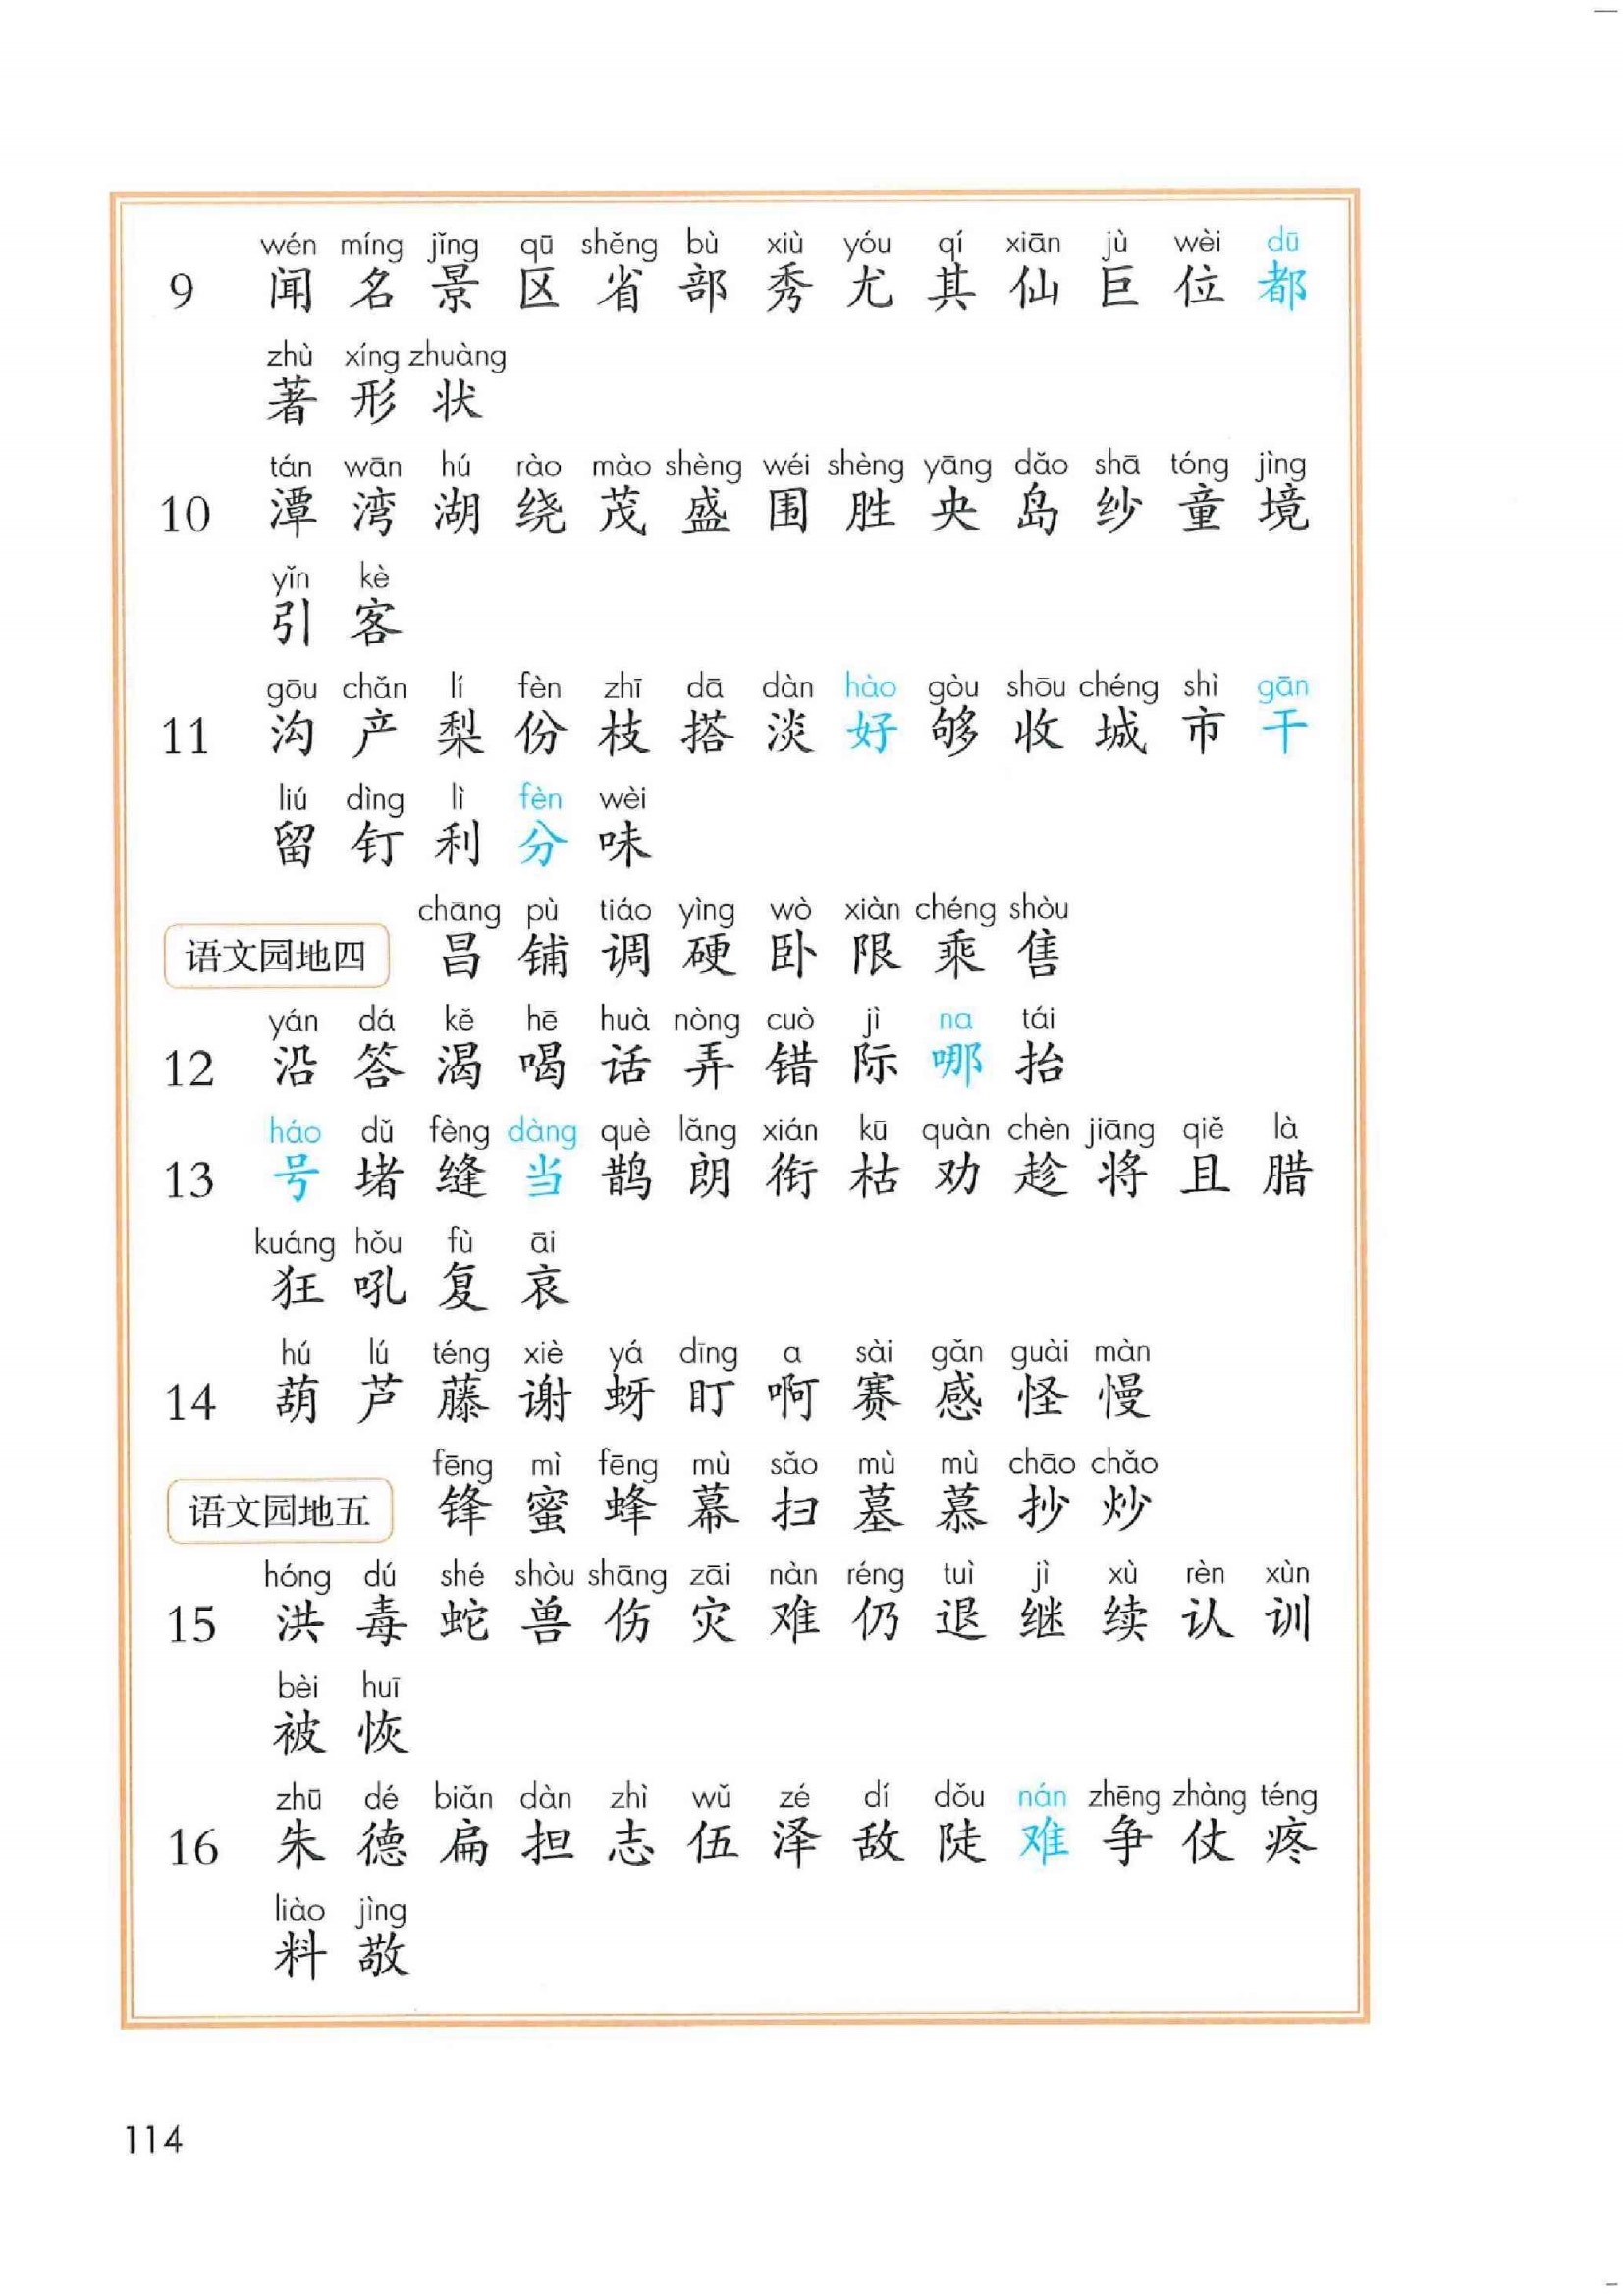 wén míng jǐng qū shěng bù xiù yóu qí xiān jù wèi dū
9 闻 名 景 区 省 部 秀 尤 其 仙 巨 位 都
zhù xíng zhuàng
著 形 状
tán wān hú rào mào shèng wéi shèng yāng dǎo shā tóng jìng
10 潭 湾 湖 绕 茂 盛 围 胜 央 岛 纱 童 境
yǐn kè
引 客
gōu chǎn lí fèn zhī dā dàn hào gòu shōu chéng shì gān
11 沟 产 梨 份 枝 搭 淡 好 够 收 城 市 干
liú dìng lì fèn wèi
留 钉 利 分 味
chāng pù tiáo yìng wò xiàn chéng shòu
语文园地四 昌 铺 调 硬 卧 限 乘 售
yán dá kě hē huà nòng cuò jì na tái
12 沿 答 渴 喝 话 弄 错 际 哪 抬
háo dǔ fèng dàng què lǎng xián kū quàn chèn jiāng qiě là
13 号 堵 缝 当 鹊 朗 衔 枯 劝 趁 将 且 腊
kuáng hǒu fù āi
狂 吼 复 哀
hú lú téng xiè yá dīng a sài gǎn guài màn
14 葫 芦 藤 谢 蚜 盯 啊 赛 感 怪 慢
fēng mì fēng mù sǎo mù mù chāo chǎo
语文园地五 锋 蜜 蜂 幕 扫 墓 慕 抄 炒
hóng dú shé shòu shāng zāi nàn réng tuì jì xù rèn xùn
15 洪 毒 蛇 兽 伤 灾 难 仍 退 继 续 认 训
bèi huī
被 恢
zhū dé biǎn dàn zhì wǔ zé dí dǒu nán zhēng zhàng téng
16 朱 德 扁 担 志 伍 泽 敌 陡 难 争 仗 疼
liào jìng
料 敬
114